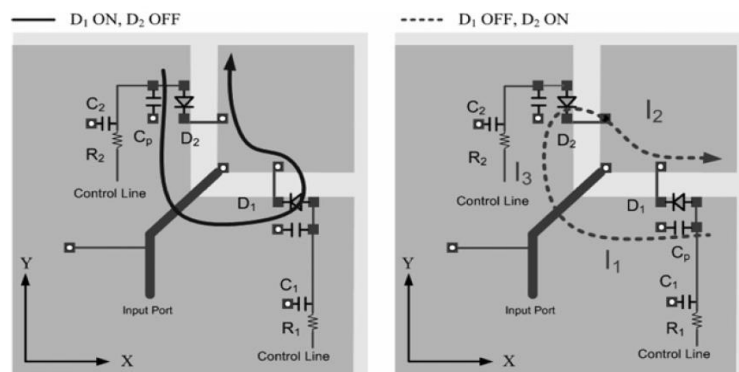 D₁ ON, D₂ OFF
D₁ OFF, D₂ ON
C₂
Cₚ
D₂
R₂
Control Line
D₁
Y
Input Port
C₁
R₁
X
Control Line
C₂
D₂
I₂
R₂
I₃
Control Line
D₁
I₁
Cₚ
Y
Input Port
C₁
R₁
X
Control Line